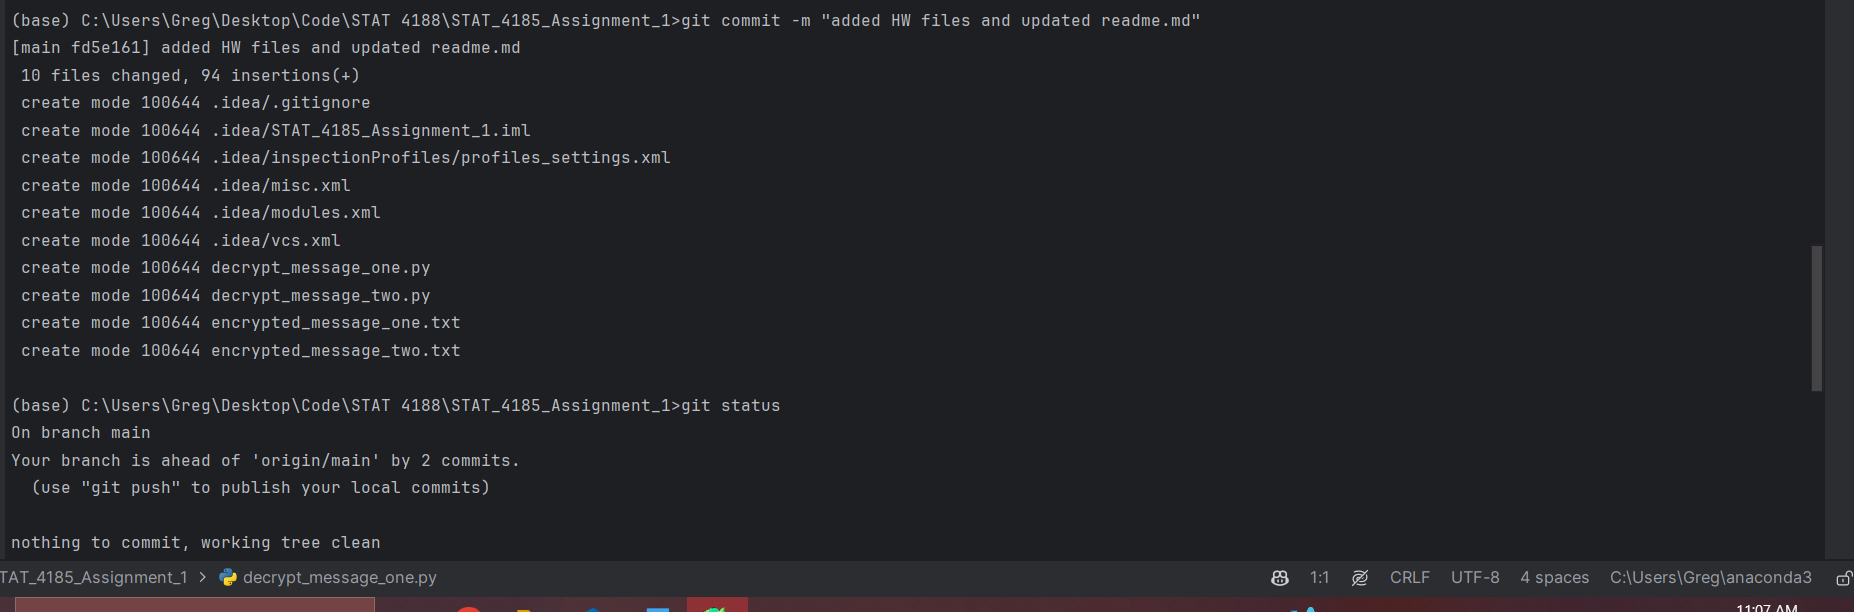 (base) C:\Users\Greg\Desktop\Code\STAT 4188\STAT_4185_Assignment_1>git commit -m "added HW files and updated readme.md"
[main fd5e161] added HW files and updated readme.md
 10 files changed, 94 insertions(+)
 create mode 100644 .idea/.gitignore
 create mode 100644 .idea/STAT_4185_Assignment_1.iml
 create mode 100644 .idea/inspectionProfiles/profiles_settings.xml
 create mode 100644 .idea/misc.xml
 create mode 100644 .idea/modules.xml
 create mode 100644 .idea/vcs.xml
 create mode 100644 decrypt_message_one.py
 create mode 100644 decrypt_message_two.py
 create mode 100644 encrypted_message_one.txt
 create mode 100644 encrypted_message_two.txt
(base) C:\Users\Greg\Desktop\Code\STAT 4188\STAT_4185_Assignment_1>git status
On branch main
Your branch is ahead of 'origin/main' by 2 commits.
  (use "git push" to publish your local commits)
nothing to commit, working tree clean
TAT_4185_Assignment_1 > decrypt_message_one.py 1:1 CRLF UTF-8 4 spaces C:\Users\Greg\anaconda3
11:07 AM